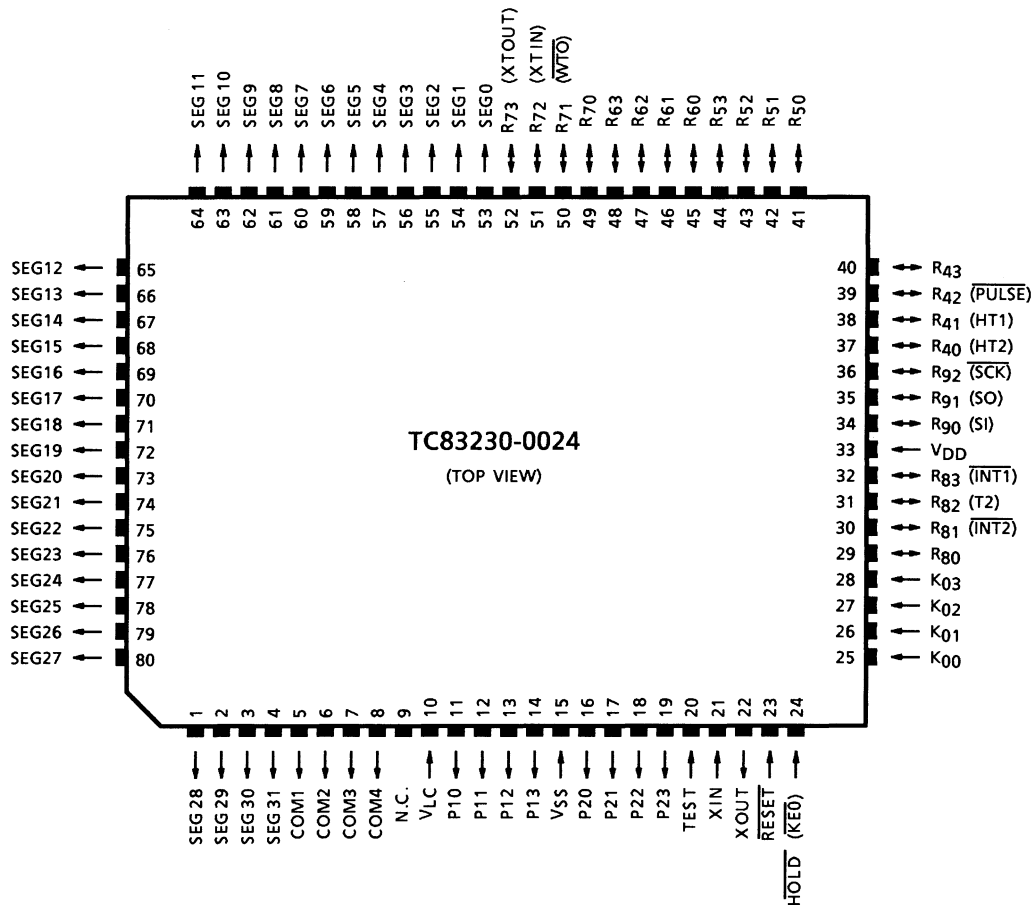 SEG11 SEG10 SEG9 SEG8 SEG7 SEG6 SEG5 SEG4 SEG3 SEG2 SEG1 SEG0 R73 (XTOUT) R72 (XTIN) R71 (WTO) R70 R63 R62 R61 R60 R53 R52 R51 R50
64 63 62 61 60 59 58 57 56 55 54 53 52 51 50 49 48 47 46 45 44 43 42 41
SEG12 65
SEG13 66
SEG14 67
SEG15 68
SEG16 69
SEG17 70
SEG18 71
SEG19 72
SEG20 73
SEG21 74
SEG22 75
SEG23 76
SEG24 77
SEG25 78
SEG26 79
SEG27 80
TC83230-0024
(TOP VIEW)
40 R43
39 R42 (PULSE)
38 R41 (HT1)
37 R40 (HT2)
36 R92 (SCK)
35 R91 (SO)
34 R90 (SI)
33 VDD
32 R83 (INT1)
31 R82 (T2)
30 R81 (INT2)
29 R80
28 K03
27 K02
26 K01
25 K00
1 2 3 4 5 6 7 8 9 10 11 12 13 14 15 16 17 18 19 20 21 22 23 24
SEG28 SEG29 SEG30 SEG31 COM1 COM2 COM3 COM4 N.C. VLC P10 P11 P12 P13 VSS P20 P21 P22 P23 TEST XIN XOUT RESET HOLD (KE0)